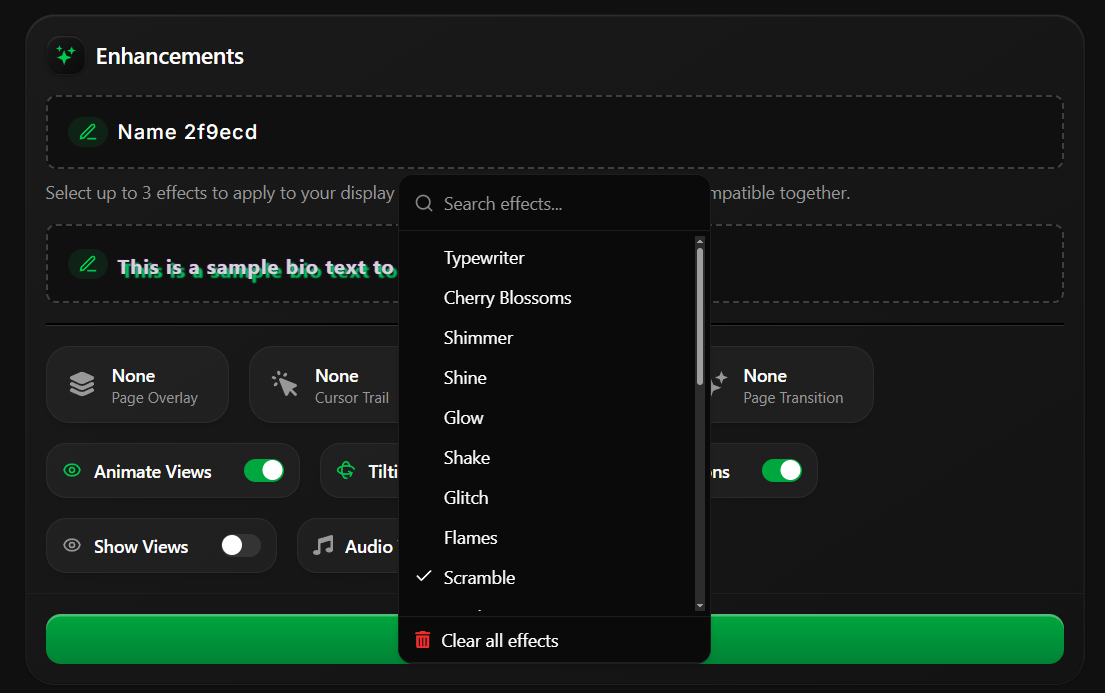 Enhancements
Name 2f9ecd
Select up to 3 effects to apply to your display
mpatible together.
This is a sample bio text to
Search effects...
Typewriter
Cherry Blossoms
Shimmer
Shine
Glow
Shake
Glitch
Flames
Scramble
Clear all effects
None
Page Overlay
None
Cursor Trail
None
Page Transition
Animate Views
Tilti
ons
Show Views
Audio